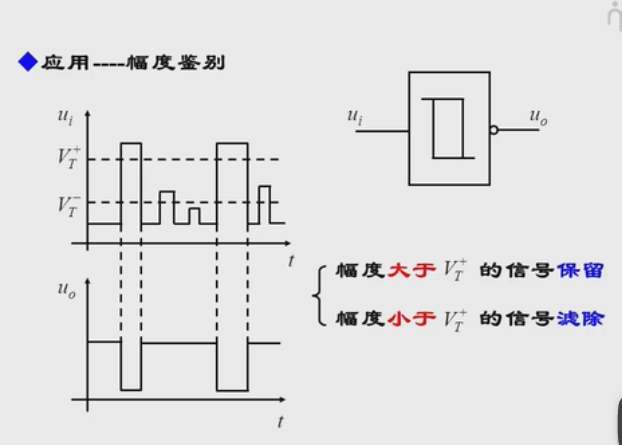 ◆应用----幅度鉴别
u_i
V_T^+
V_T^-
t
u_o
t
u_i
u_o
幅度大于 V_T^+ 的信号保留
幅度小于 V_T^+ 的信号滤除